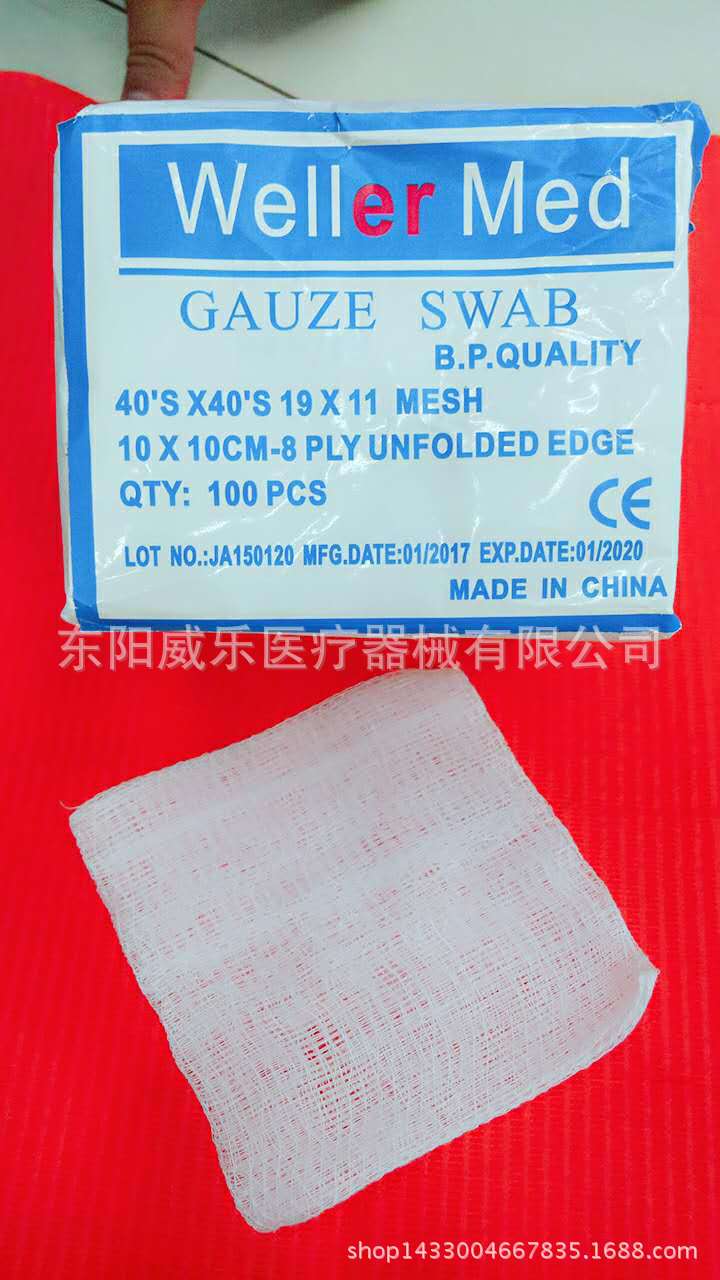 Weller Med
GAUZE SWAB
B.P.QUALITY
40'S X40'S 19 X 11 MESH
10 X 10CM-8 PLY UNFOLDED EDGE
QTY: 100 PCS
CE
LOT NO.:JA150120 MFG.DATE:01/2017 EXP.DATE:01/2020
MADE IN CHINA
东阳威乐医疗器械有限公司
shop1433004667835.1688.com